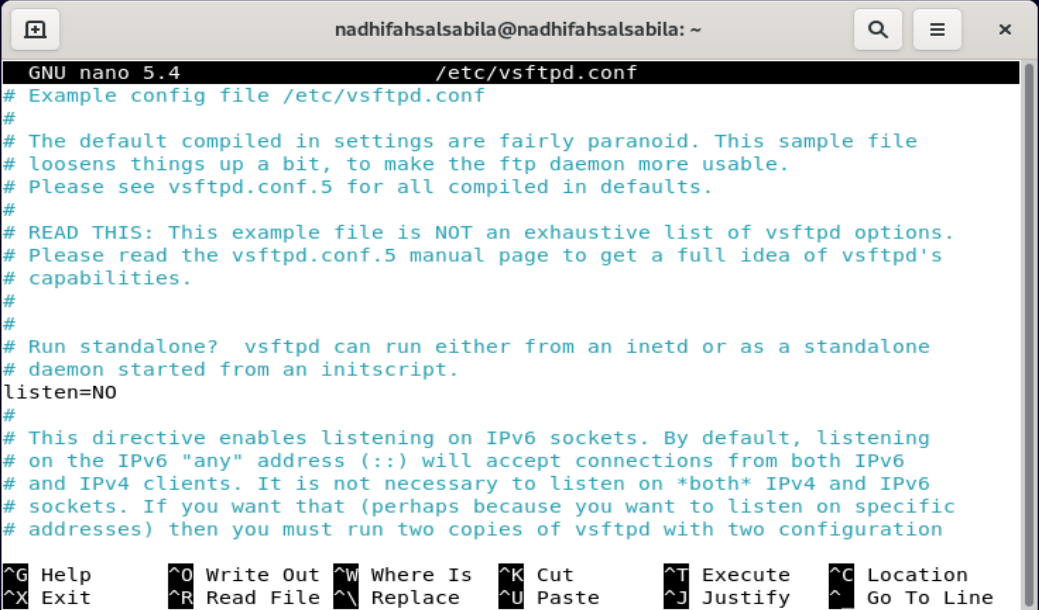 nadhifahsalsabila@nadhifahsalsabila: ~
GNU nano 5.4 /etc/vsftpd.conf
# Example config file /etc/vsftpd.conf
#
# The default compiled in settings are fairly paranoid. This sample file
# loosens things up a bit, to make the ftp daemon more usable.
# Please see vsftpd.conf.5 for all compiled in defaults.
#
# READ THIS: This example file is NOT an exhaustive list of vsftpd options.
# Please read the vsftpd.conf.5 manual page to get a full idea of vsftpd's
# capabilities.
#
#
# Run standalone?  vsftpd can run either from an inetd or as a standalone
# daemon started from an initscript.
listen=NO
#
# This directive enables listening on IPv6 sockets. By default, listening
# on the IPv6 "any" address (::) will accept connections from both IPv6
# and IPv4 clients. It is not necessary to listen on *both* IPv4 and IPv6
# sockets. If you want that (perhaps because you want to listen on specific
# addresses) then you must run two copies of vsftpd with two configuration
^G Help ^O Write Out ^W Where Is ^K Cut ^T Execute ^C Location
^X Exit ^R Read File ^\ Replace ^U Paste ^J Justify ^_ Go To Line